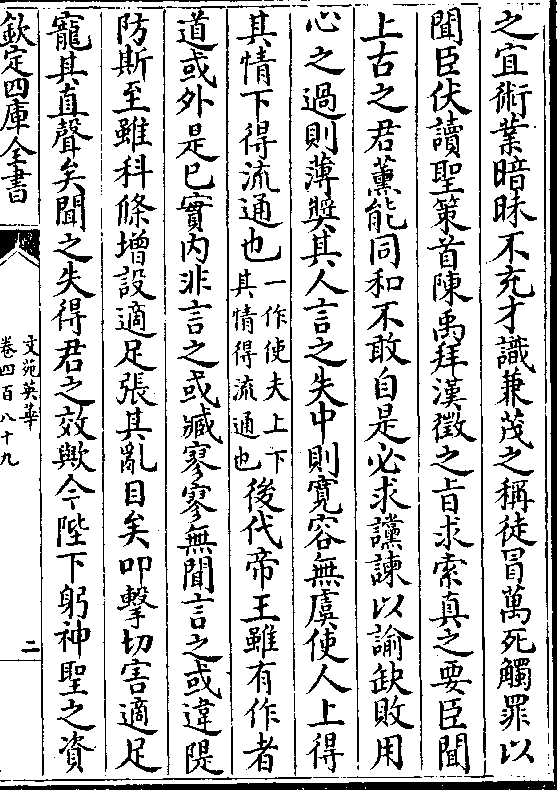 之宜術業暗昧不充才識兼茂之稱徒冒萬死觸罪以
聞臣伏讀聖策首陳禹拜漢徵之旨求索真之要臣聞
上古之君薫能同和不敢自是必求讜諫以諭缺敗用
心之過則薄奬其人言之失中則寛容無虞使人上得
其情下得流通也一作使夫上下其情得流通也後代帝王雖有作者
道或外是已實内非言之或臧寥寥無聞言之或違隄
防斯至雖科條增設適足張其亂目矣叩擊切害適足
寵其直聲矣聞之失得君之效歟今陛下躬神聖之資
欽定四庫全書
文苑英華
卷四百八十九
二